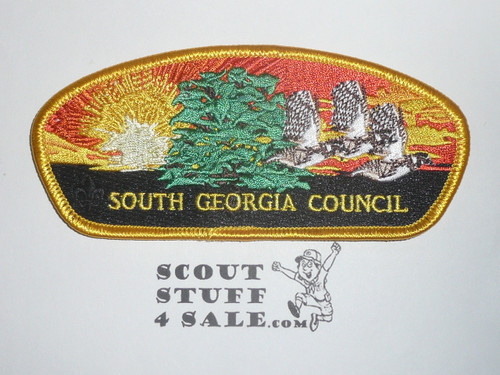 SOUTH GEORGIA COUNCIL
SCOUT
STUFF
4 SALE.COM